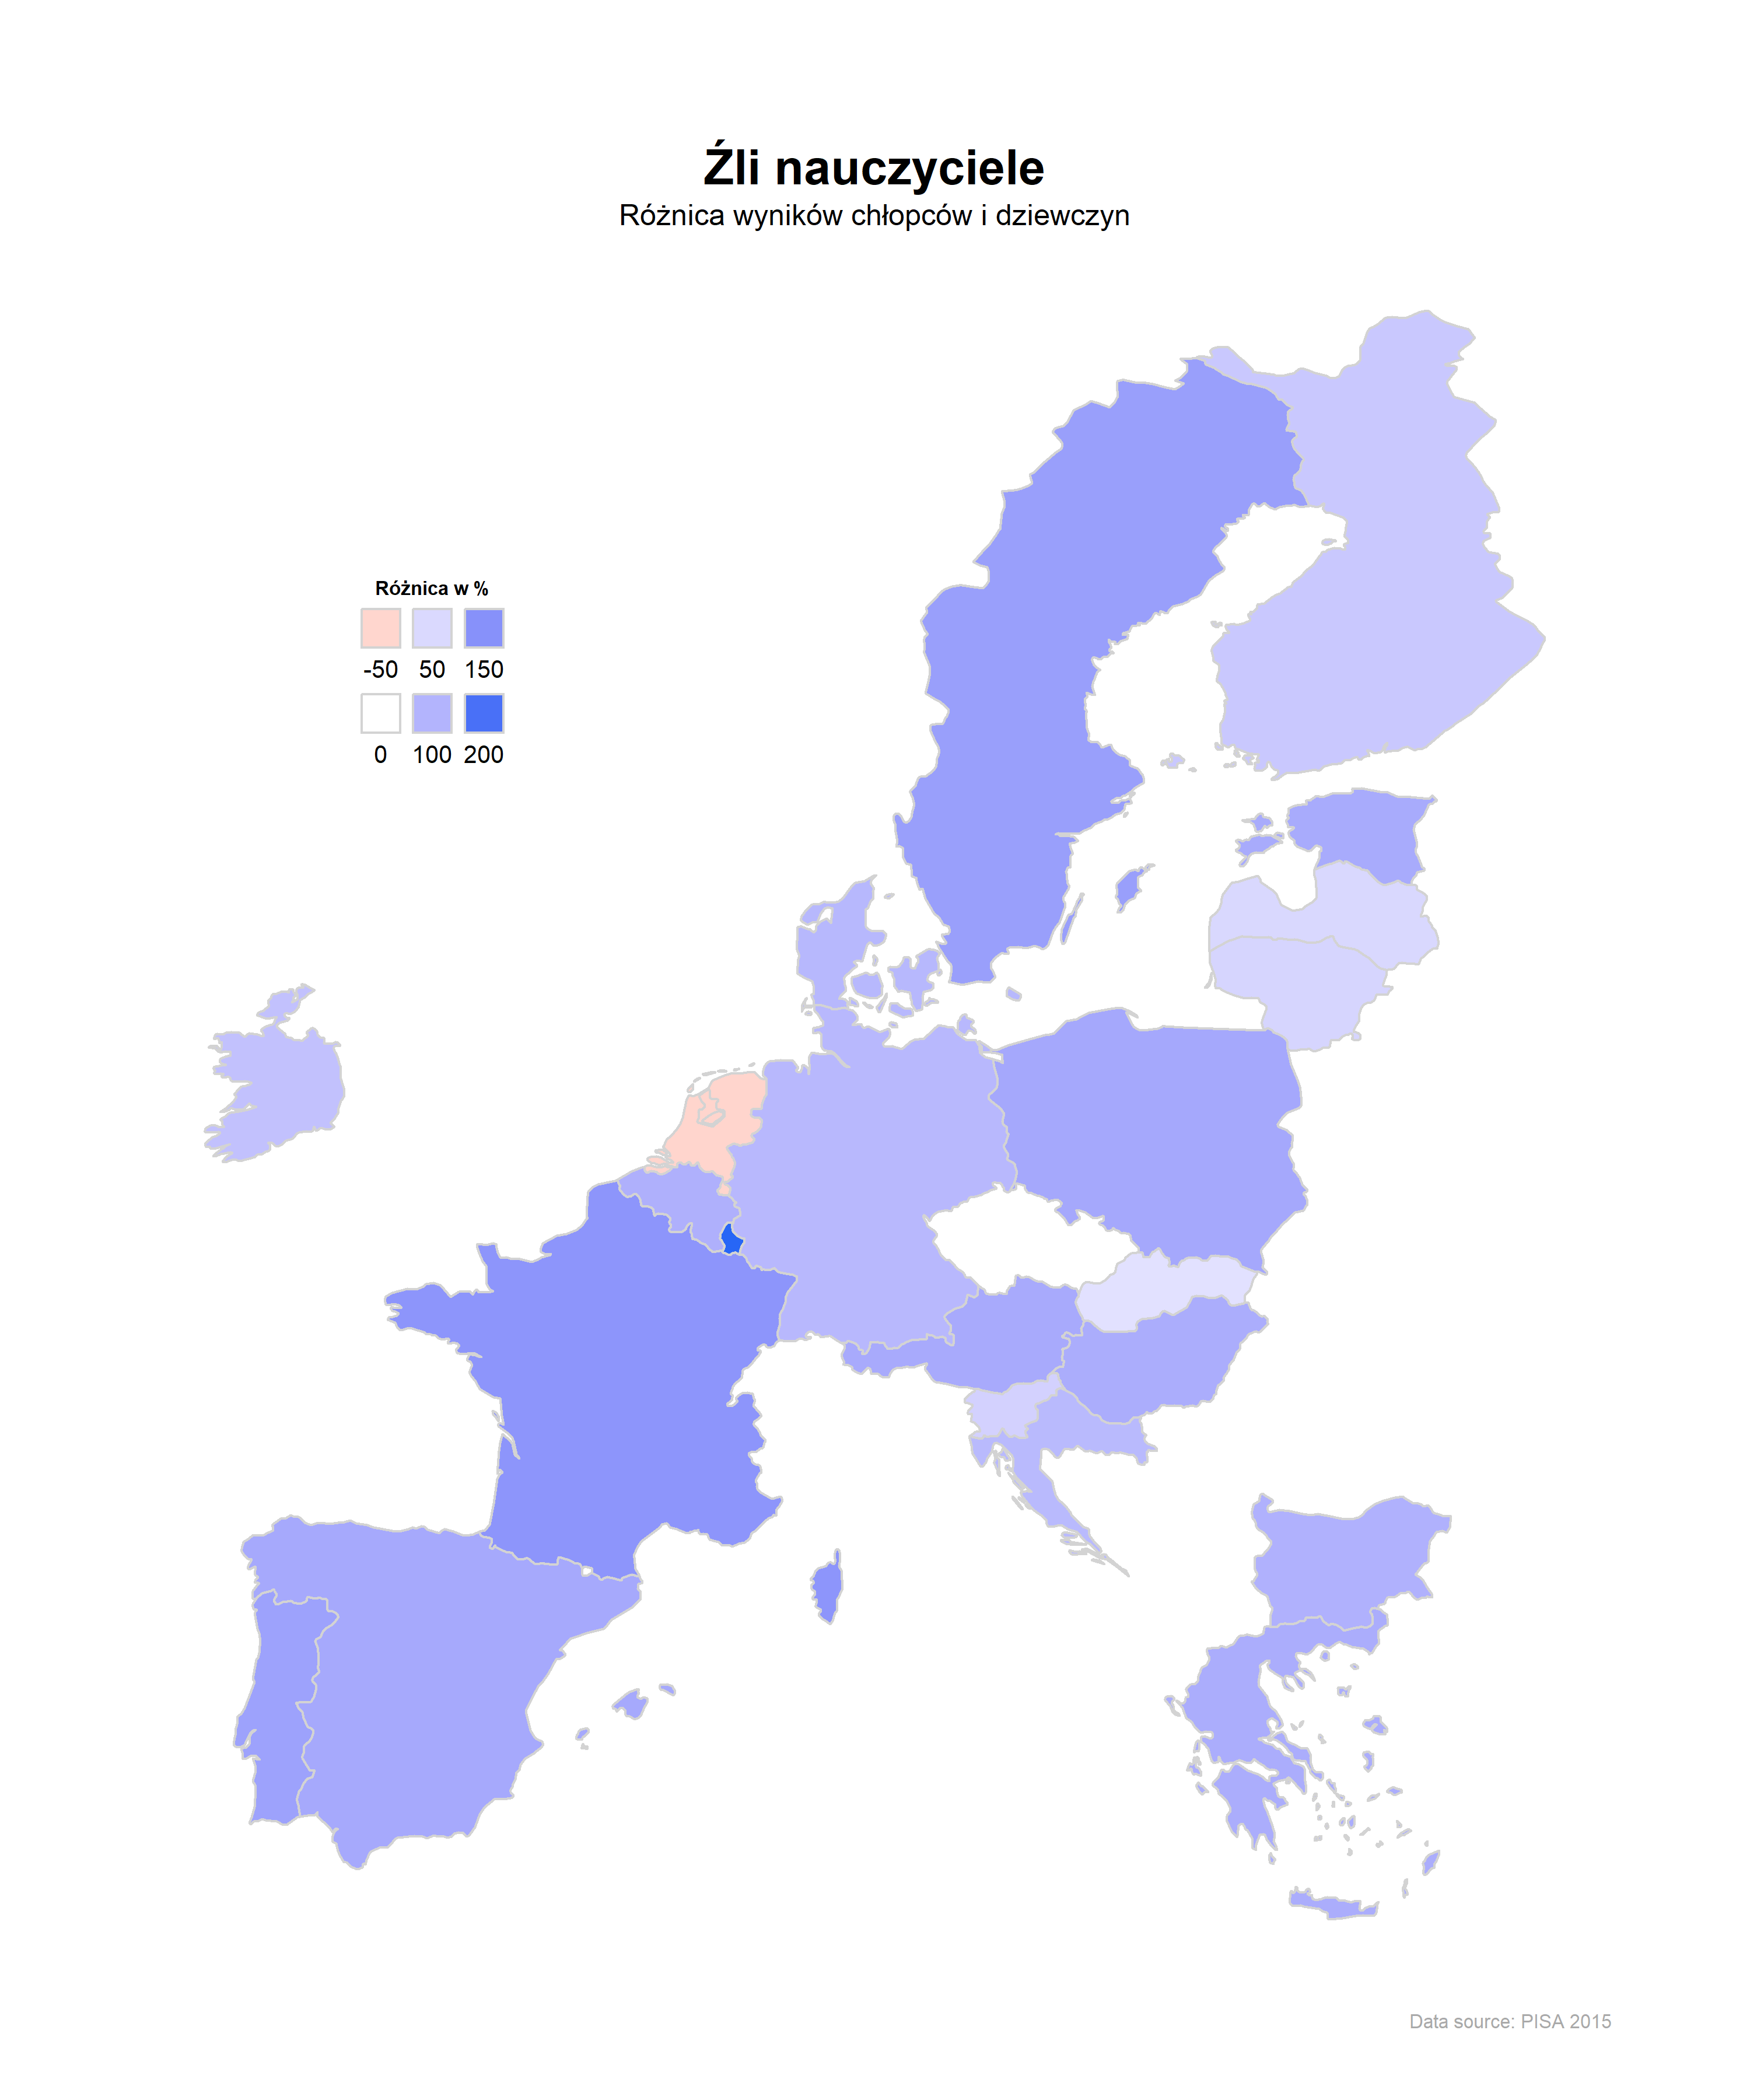 Źli nauczyciele
Różnica wyników chłopców i dziewczyn
Różnica w %
-50 50 150
0 100 200
Data source: PISA 2015